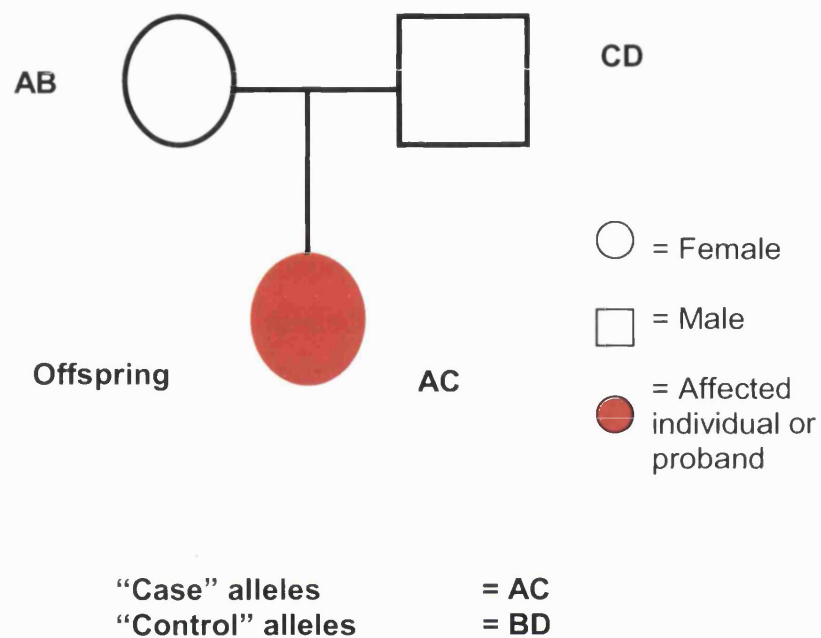 AB
CD
= Female
= Male
Offspring
AC
= Affected
individual or
proband
“Case” alleles = AC
“Control” alleles = BD